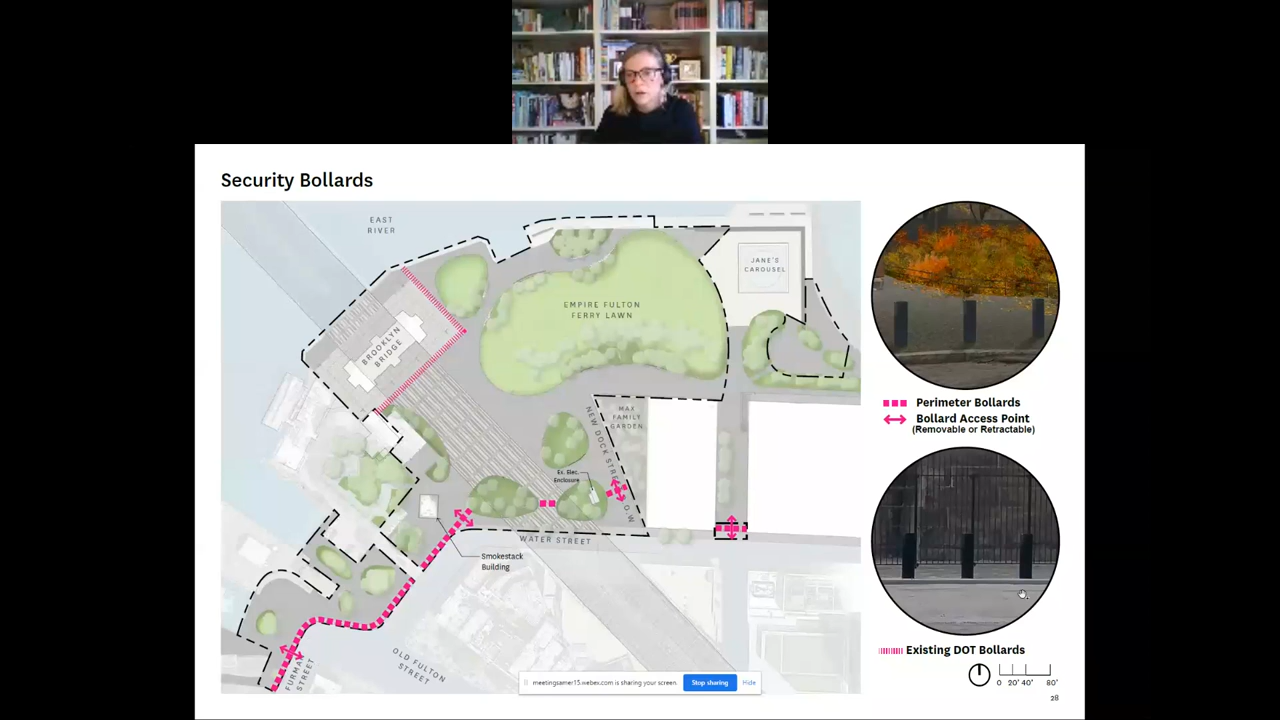 Security Bollards
EAST
RIVER
JANE'S
CAROUSEL
EMPIRE FULTON
FERRY LAWN
BROOKLYN
BRIDGE
MAX
FAMILY
GARDEN
NEW DOCK STREET
D.W.
Ex. Elec.
Enclosure
WATER STREET
Smokestack
Building
OLD FULTON
STREET
FURMAN
STREET
Perimeter Bollards
Bollard Access Point
(Removable or Retractable)
Existing DOT Bollards
0 20' 40' 80'
28
meetingsamer15.webex.com is sharing your screen.
Stop sharing
Hide